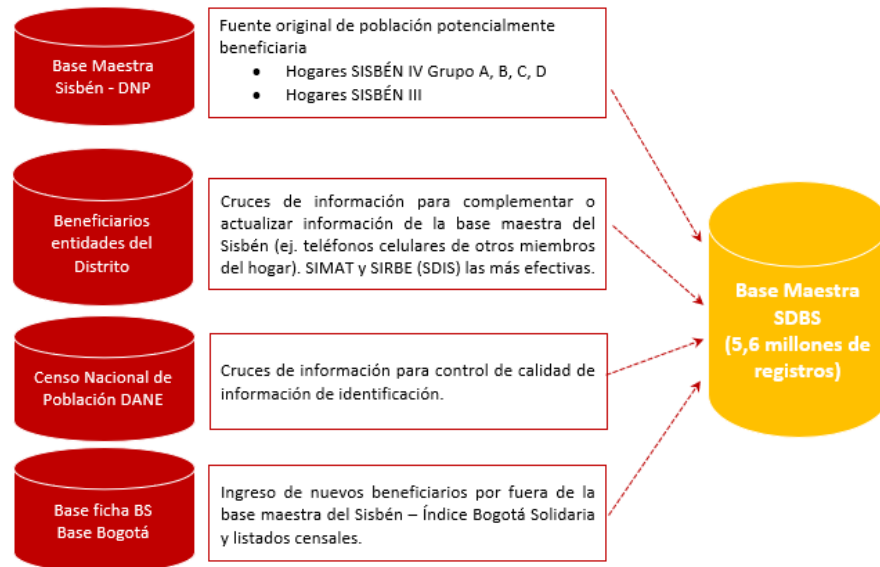 Base Maestra
Sisbén - DNP
Fuente original de población potencialmente
beneficiaria
• Hogares SISBÉN IV Grupo A, B, C, D
• Hogares SISBÉN III
Beneficiarios
entidades del
Distrito
Cruces de información para complementar o
actualizar información de la base maestra del
Sisbén (ej. teléfonos celulares de otros miembros
del hogar). SIMAT y SIRBE (SDIS) las más efectivas.
Censo Nacional de
Población DANE
Cruces de información para control de calidad de
información de identificación.
Base ficha BS
Base Bogotá
Ingreso de nuevos beneficiarios por fuera de la
base maestra del Sisbén – Índice Bogotá Solidaria
y listados censales.
Base Maestra
SDBS
(5,6 millones de
registros)